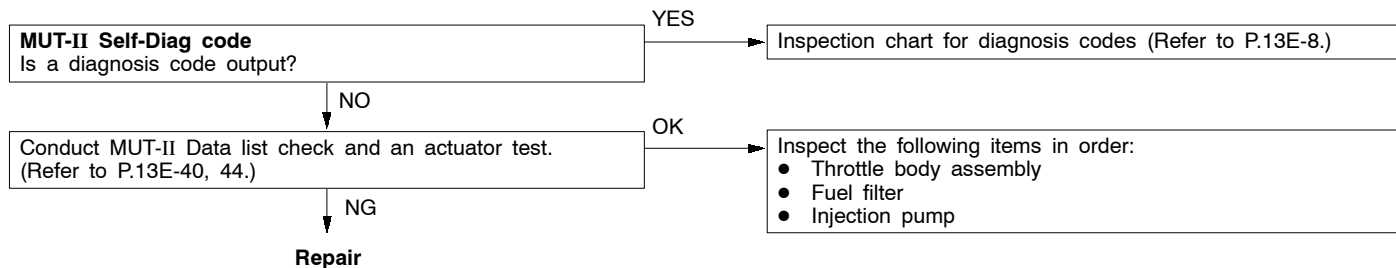 YES
MUT-II Self-Diag code
Is a diagnosis code output?
Inspection chart for diagnosis codes (Refer to P.13E-8.)
NO
OK
Conduct MUT-II Data list check and an actuator test.
(Refer to P.13E-40, 44.)
Inspect the following items in order:
● Throttle body assembly
● Fuel filter
● Injection pump
NG
Repair